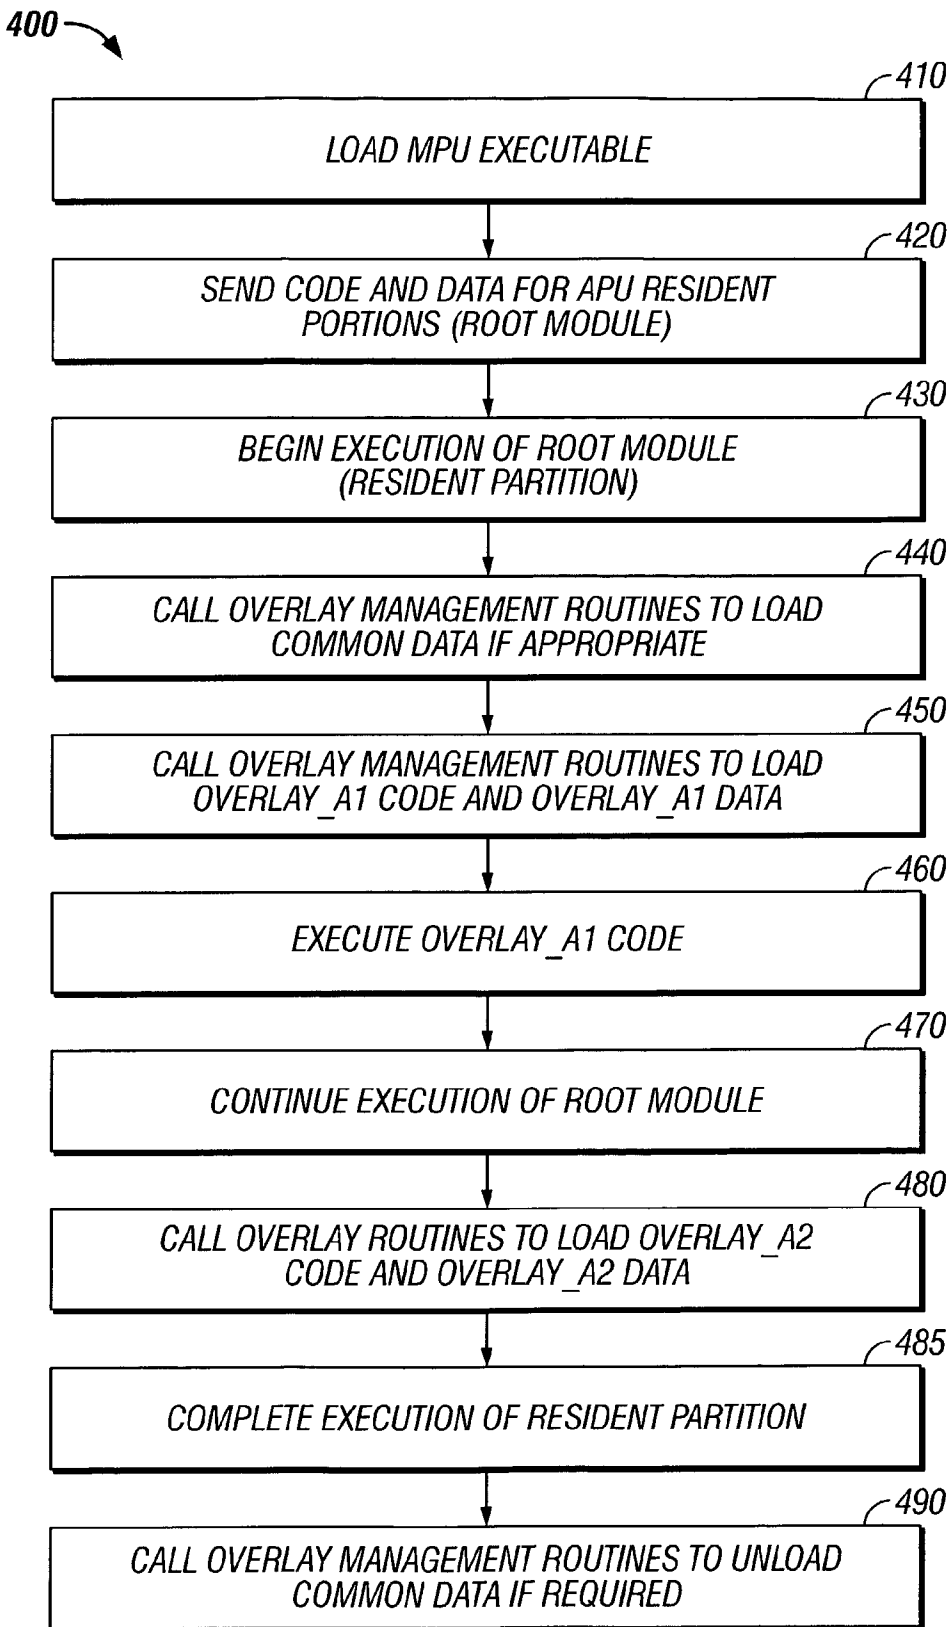 400
410
LOAD MPU EXECUTABLE
420
SEND CODE AND DATA FOR APU RESIDENT
PORTIONS (ROOT MODULE)
430
BEGIN EXECUTION OF ROOT MODULE
(RESIDENT PARTITION)
440
CALL OVERLAY MANAGEMENT ROUTINES TO LOAD
COMMON DATA IF APPROPRIATE
450
CALL OVERLAY MANAGEMENT ROUTINES TO LOAD
OVERLAY_A1 CODE AND OVERLAY_A1 DATA
460
EXECUTE OVERLAY_A1 CODE
470
CONTINUE EXECUTION OF ROOT MODULE
480
CALL OVERLAY ROUTINES TO LOAD OVERLAY_A2
CODE AND OVERLAY_A2 DATA
485
COMPLETE EXECUTION OF RESIDENT PARTITION
490
CALL OVERLAY MANAGEMENT ROUTINES TO UNLOAD
COMMON DATA IF REQUIRED